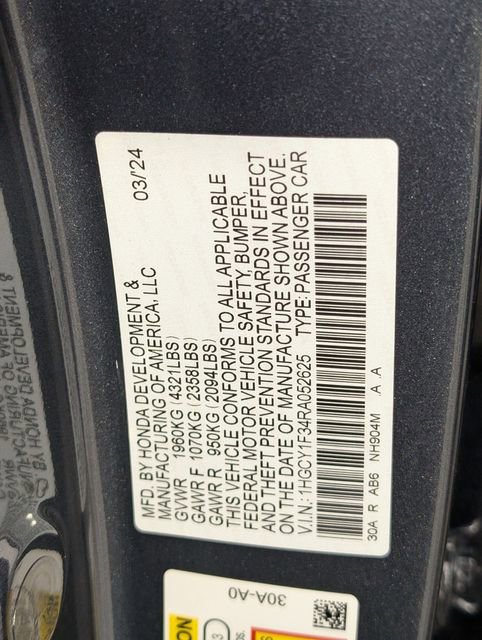 MFD. BY HONDA DEVELOPMENT &
MANUFACTURING OF AMERICA, LLC 03/'24
GVWR 1960KG (4321LBS)
GAWR F 1070KG (2358LBS)
GAWR R 950KG (2094LBS)
THIS VEHICLE CONFORMS TO ALL APPLICABLE
FEDERAL MOTOR VEHICLE SAFETY, BUMPER,
AND THEFT PREVENTION STANDARDS IN EFFECT
ON THE DATE OF MANUFACTURE SHOWN ABOVE.
V.I.N.: 1HGCY1F34RA052625 TYPE: PASSENGER CAR
30A R AB6 NH904M A A
30A-A0